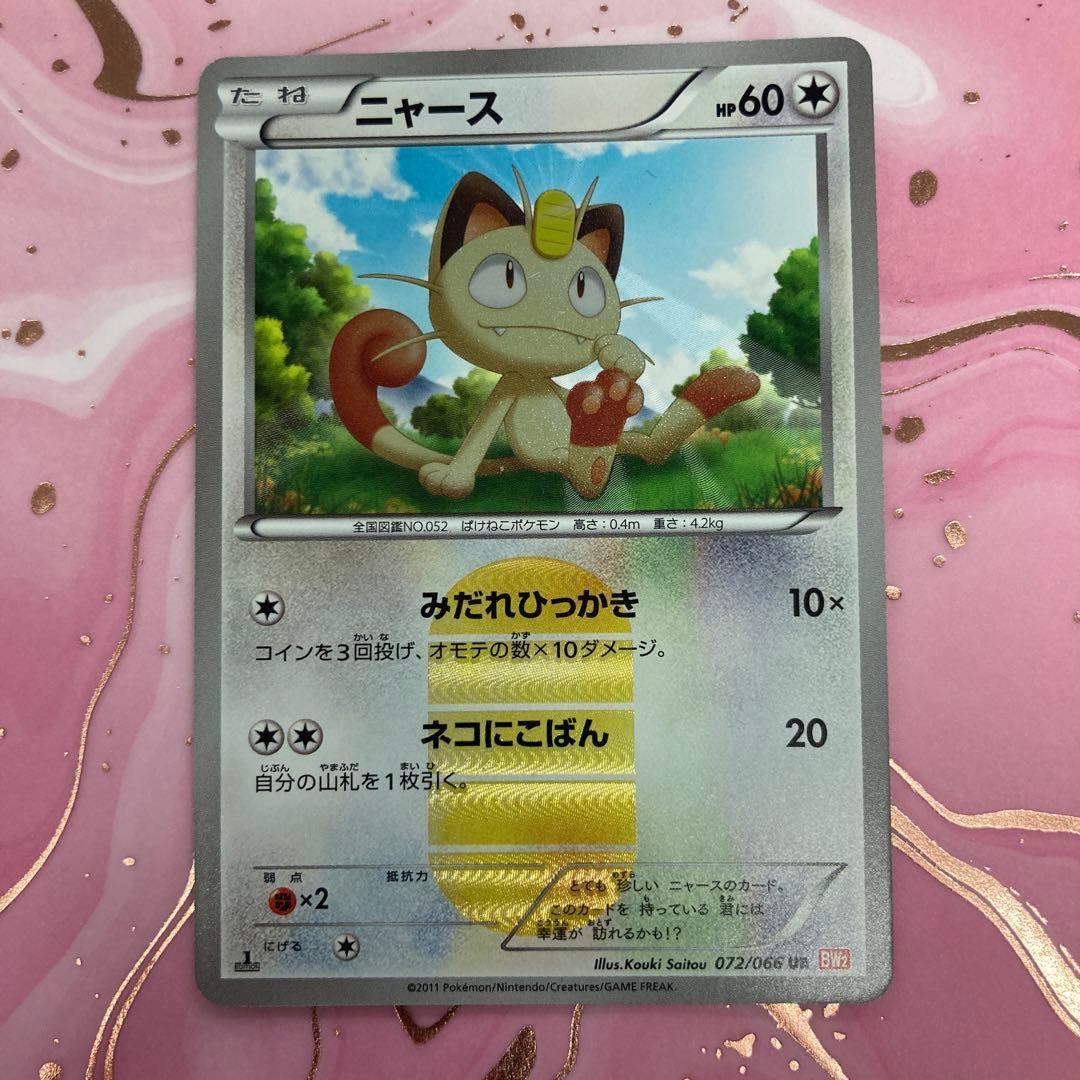 たね ニャース HP60
全国図鑑NO.052 ばけねこポケモン 高さ:0.4m 重さ:4.2kg
みだれひっかき 10×
コインを3回投げ、オモテの数×10ダメージ。
ネコにこばん 20
自分の山札を1枚引く。
弱点 抵抗力
×2
にげる
とても 珍しい ニャースのカード。
このカードを 持っている 君には
幸運が 訪れるかも!?
1 EDITION
Illus.Kouki Saitou 072/066 UR BW2
©2011 Pokémon/Nintendo/Creatures/GAME FREAK.